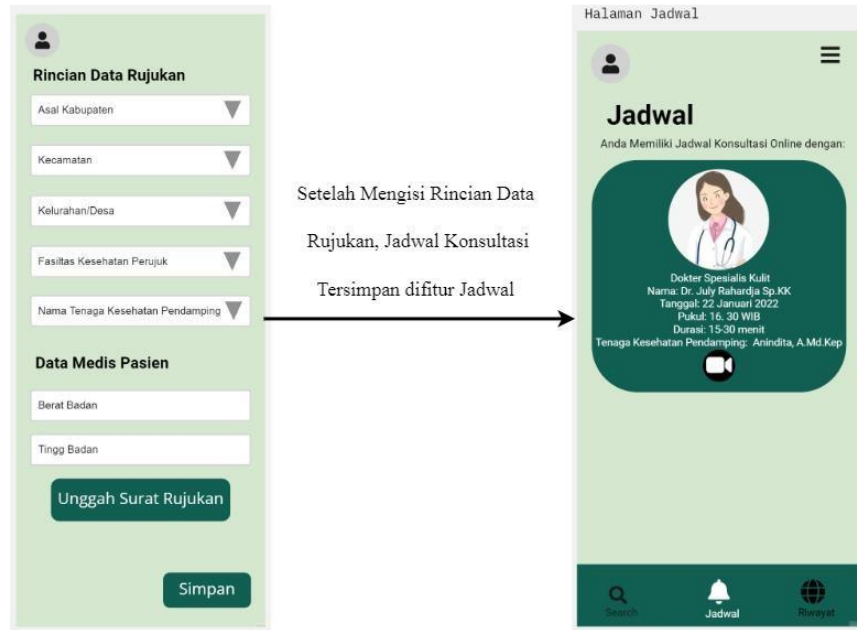 Rincian Data Rujukan
Asal Kabupaten
Kecamatan
Kelurahan/Desa
Fasiltas Kesehatan Perujuk
Nama Tenaga Kesehatan Pendamping
Data Medis Pasien
Berat Badan
Tingg Badan
Unggah Surat Rujukan
Simpan
Setelah Mengisi Rincian Data
Rujukan, Jadwal Konsultasi
Tersimpan difitur Jadwal
Halaman Jadwal
Jadwal
Anda Memiliki Jadwal Konsultasi Online dengan:
Dokter Spesialis Kulit
Nama: Dr. July Rahardja Sp.KK
Tanggal: 22 Januari 2022
Pukul: 16. 30 WIB
Durasi: 15-30 menit
Tenaga Kesehatan Pendamping: Anindita, A.Md.Kep
Search
Jadwal
Riwayat